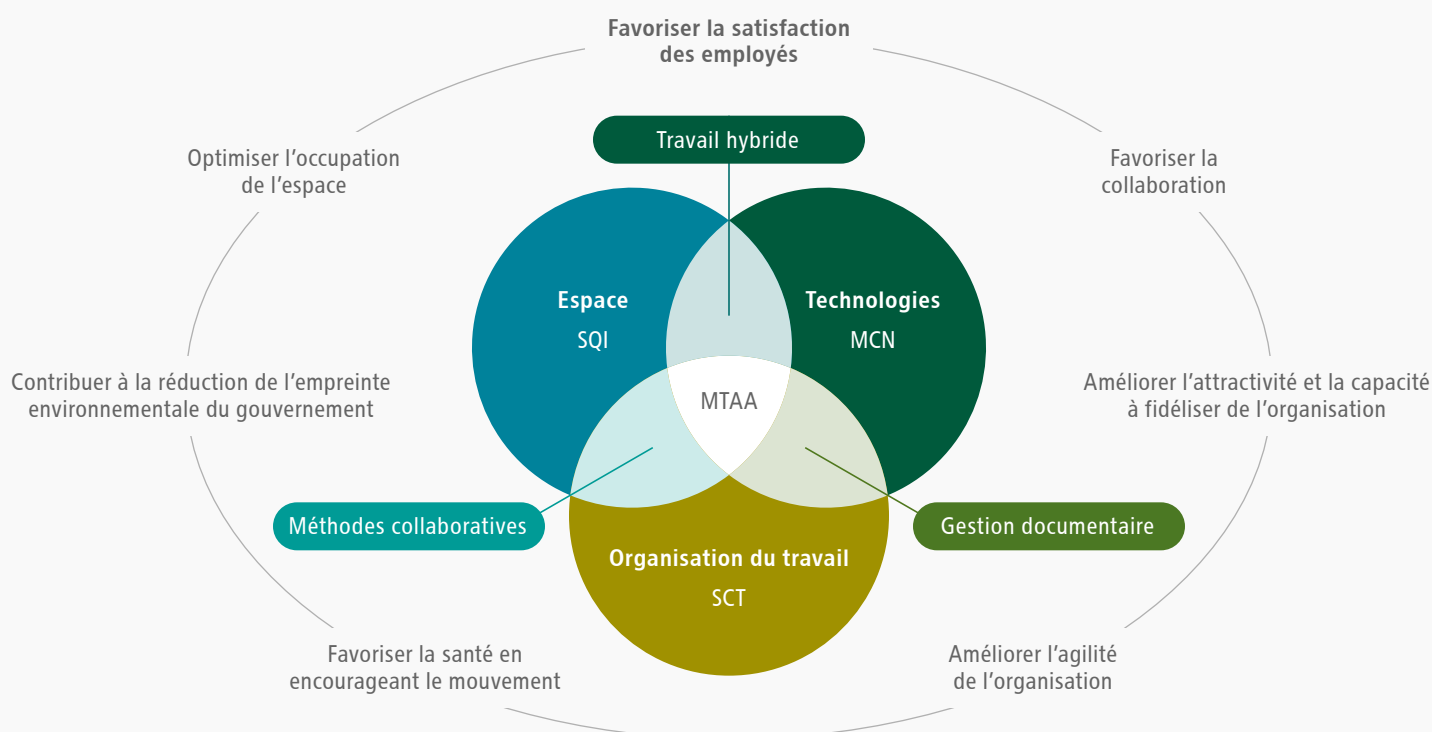 Favoriser la satisfaction
des employés
Travail hybride
Optimiser l’occupation
de l’espace
Favoriser la
collaboration
Espace
SQI
Technologies
MCN
Contribuer à la réduction de l’empreinte
environnementale du gouvernement
MTAA
Améliorer l’attractivité et la capacité
à fidéliser de l’organisation
Méthodes collaboratives
Gestion documentaire
Organisation du travail
SCT
Favoriser la santé en
encourageant le mouvement
Améliorer l’agilité
de l’organisation